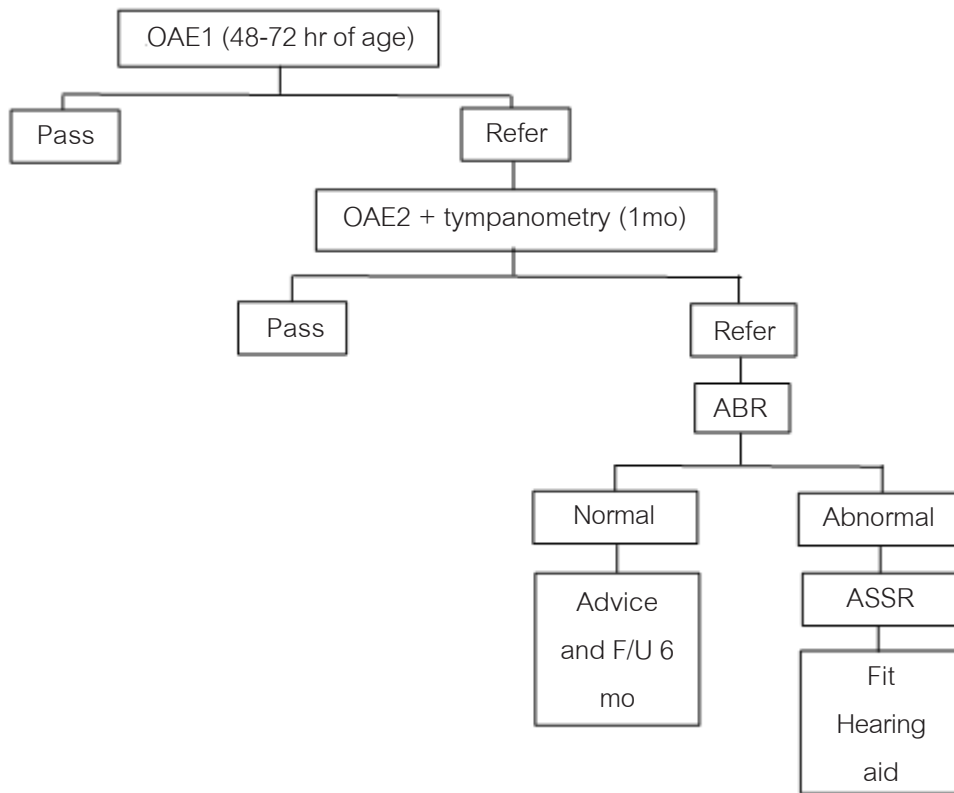 OAE1 (48-72 hr of age)
Pass
Refer
OAE2 + tympanometry (1mo)
Pass
Refer
ABR
Normal
Abnormal
Advice
and F/U 6
mo
ASSR
Fit
Hearing
aid